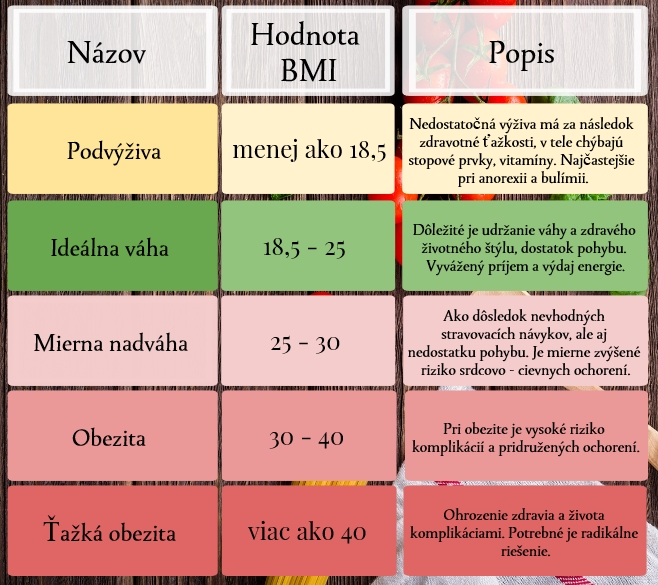 Názov
Hodnota
BMI
Popis
Podvýživa
menej ako 18,5
Nedostatočná výživa má za následok
zdravotné ťažkosti, v tele chýbajú
stopové prvky, vitamíny. Najčastejšie
pri anorexii a bulímii.
Ideálna váha
18,5 - 25
Dôležité je udržanie váhy a zdravého
životného štýlu, dostatok pohybu.
Vyvážený príjem a výdaj energie.
Mierna nadváha
25 - 30
Ako dôsledok nevhodných
stravovacích návykov, ale aj
nedostatku pohybu. Je mierne zvýšené
riziko srdcovo - cievnych ochorení.
Obezita
30 - 40
Pri obezite je vysoké riziko
komplikácií a pridružených ochorení.
Ťažká obezita
viac ako 40
Ohrozenie zdravia a života
komplikáciami. Potrebné je radikálne
riešenie.